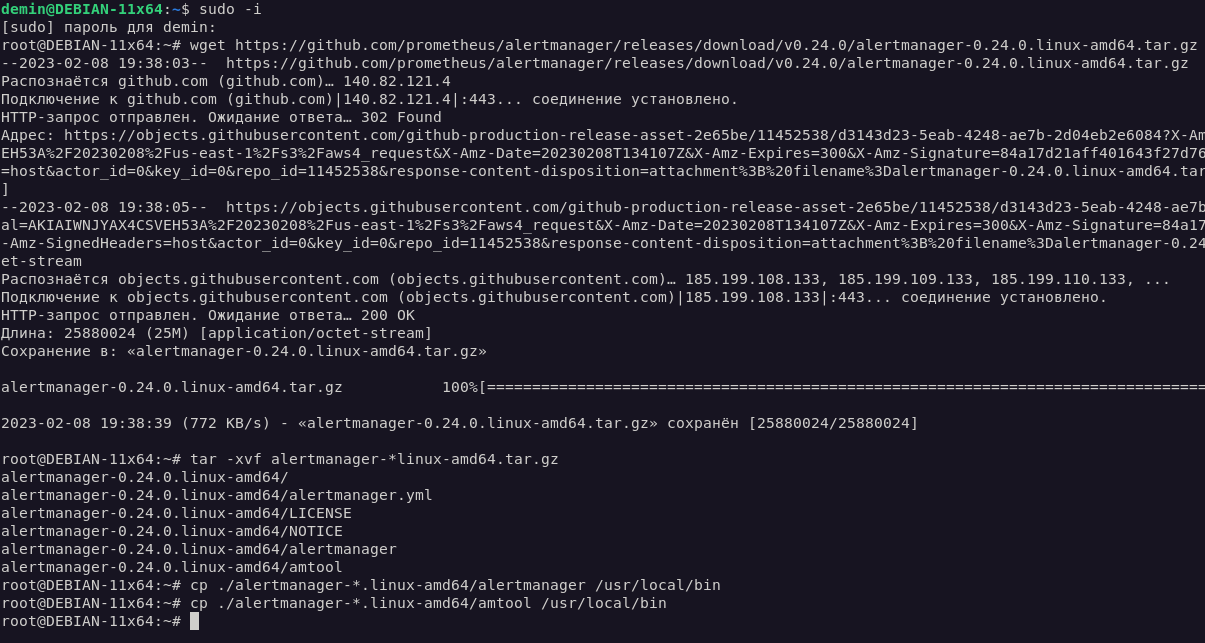 demin@DEBIAN-11x64:~$ sudo -i
[sudo] пароль для demin:
root@DEBIAN-11x64:~# wget https://github.com/prometheus/alertmanager/releases/download/v0.24.0/alertmanager-0.24.0.linux-amd64.tar.gz
--2023-02-08 19:38:03--  https://github.com/prometheus/alertmanager/releases/download/v0.24.0/alertmanager-0.24.0.linux-amd64.tar.gz
Распознаётся github.com (github.com)… 140.82.121.4
Подключение к github.com (github.com)|140.82.121.4|:443... соединение установлено.
HTTP-запрос отправлен. Ожидание ответа… 302 Found
Адрес: https://objects.githubusercontent.com/github-production-release-asset-2e65be/11452538/d3143d23-5eab-4248-ae7b-2d04eb2e6084?X-Am
EH53A%2F20230208%2Fus-east-1%2Fs3%2Faws4_request&X-Amz-Date=20230208T134107Z&X-Amz-Expires=300&X-Amz-Signature=84a17d21aff401643f27d76
=host&actor_id=0&key_id=0&repo_id=11452538&response-content-disposition=attachment%3B%20filename%3Dalertmanager-0.24.0.linux-amd64.tar
]
--2023-02-08 19:38:05--  https://objects.githubusercontent.com/github-production-release-asset-2e65be/11452538/d3143d23-5eab-4248-ae7b
al=AKIAIWNJYAX4CSVEH53A%2F20230208%2Fus-east-1%2Fs3%2Faws4_request&X-Amz-Date=20230208T134107Z&X-Amz-Expires=300&X-Amz-Signature=84a17
-Amz-SignedHeaders=host&actor_id=0&key_id=0&repo_id=11452538&response-content-disposition=attachment%3B%20filename%3Dalertmanager-0.24
et-stream
Распознаётся objects.githubusercontent.com (objects.githubusercontent.com)… 185.199.108.133, 185.199.109.133, 185.199.110.133, ...
Подключение к objects.githubusercontent.com (objects.githubusercontent.com)|185.199.108.133|:443... соединение установлено.
HTTP-запрос отправлен. Ожидание ответа… 200 OK
Длина: 25880024 (25M) [application/octet-stream]
Сохранение в: «alertmanager-0.24.0.linux-amd64.tar.gz»
alertmanager-0.24.0.linux-amd64.tar.gz           100%[================================================================================
2023-02-08 19:38:39 (772 KB/s) - «alertmanager-0.24.0.linux-amd64.tar.gz» сохранён [25880024/25880024]
root@DEBIAN-11x64:~# tar -xvf alertmanager-*linux-amd64.tar.gz
alertmanager-0.24.0.linux-amd64/
alertmanager-0.24.0.linux-amd64/alertmanager.yml
alertmanager-0.24.0.linux-amd64/LICENSE
alertmanager-0.24.0.linux-amd64/NOTICE
alertmanager-0.24.0.linux-amd64/alertmanager
alertmanager-0.24.0.linux-amd64/amtool
root@DEBIAN-11x64:~# cp ./alertmanager-*.linux-amd64/alertmanager /usr/local/bin
root@DEBIAN-11x64:~# cp ./alertmanager-*.linux-amd64/amtool /usr/local/bin
root@DEBIAN-11x64:~#